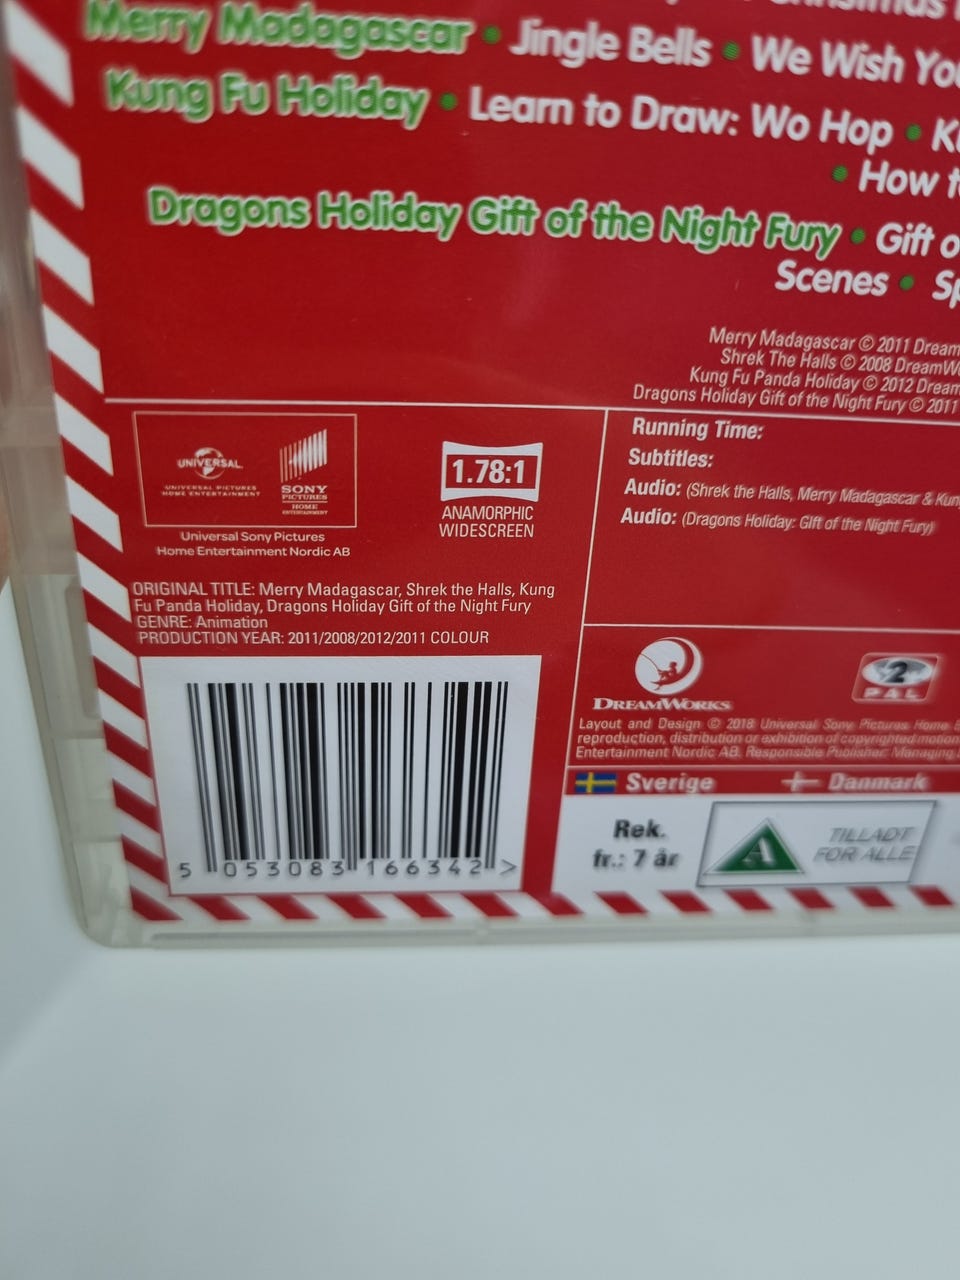 Christmas
Merry Madagascar • Jingle Bells • We Wish You
Kung Fu Holiday • Learn to Draw: Wo Hop •
• How
Dragons Holiday Gift of the Night Fury • Gift
Scenes •
Merry Madagascar © 2011
Shrek The Halls © 2008
Kung Fu Panda Holiday © 2012
Dragons Holiday Gift of the Night Fury © 2011
UNIVERSAL
UNIVERSAL PICTURES
HOME ENTERTAINMENT
SONY
PICTURES
HOME
ENTERTAINMENT
Universal Sony Pictures
Home Entertainment Nordic AB
1.78:1
ANAMORPHIC
WIDESCREEN
Running Time:
Subtitles:
Audio: (Shrek the Halls, Merry Madagascar & Kung
Audio: (Dragons Holiday: Gift of the Night Fury)
ORIGINAL TITLE: Merry Madagascar, Shrek the Halls, Kung
Fu Panda Holiday, Dragons Holiday Gift of the Night Fury
GENRE: Animation
PRODUCTION YEAR: 2011/2008/2012/2011 COLOUR
DREAMWORKS
2
PAL
Layout and Design © 2018 Universal Sony Pictures Home
reproduction, distribution or exhibition of copyrighted motion
Entertainment Nordic AB. Responsible Publisher: Managing
Sverige Danmark
Rek.
fr.: 7 år
A
TILLADT
FOR ALLE
5 053083 166342 >